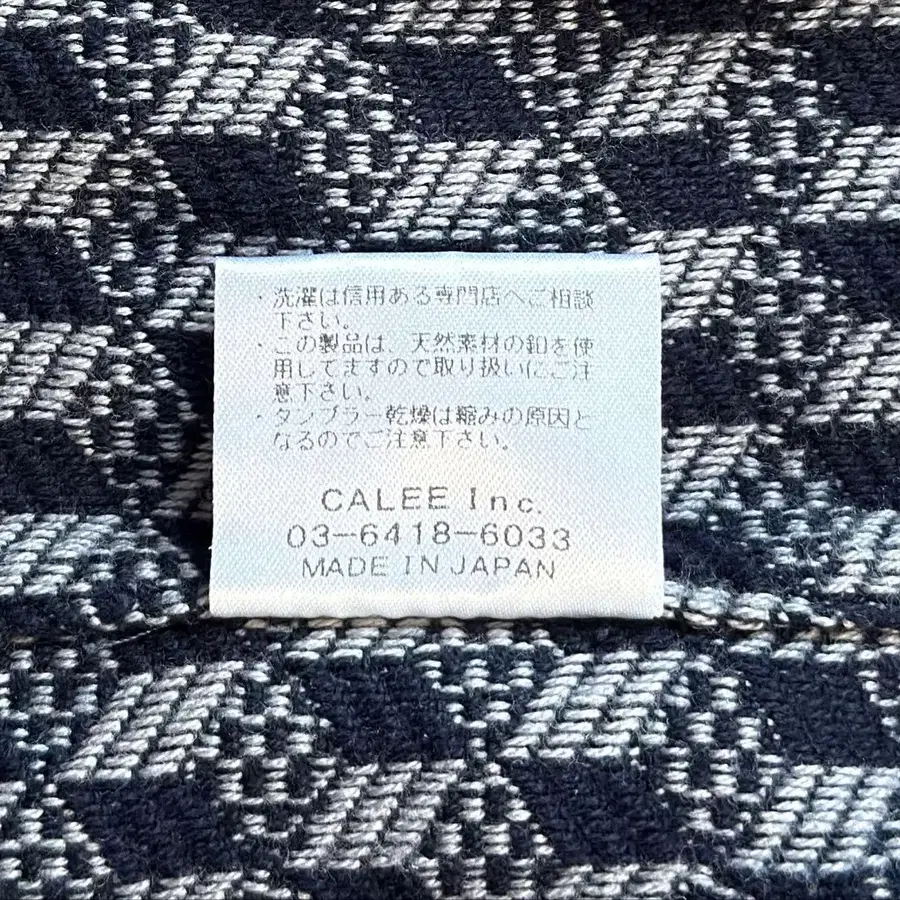 ・洗濯は信用ある専門店へご相談
下さい。
・この製品は、天然素材の釦を使
用してますので取り扱いにご注
意下さい。
・タンブラー乾燥は縮みの原因と
なるのでご注意下さい。
CALEE Inc.
03-6418-6033
MADE IN JAPAN